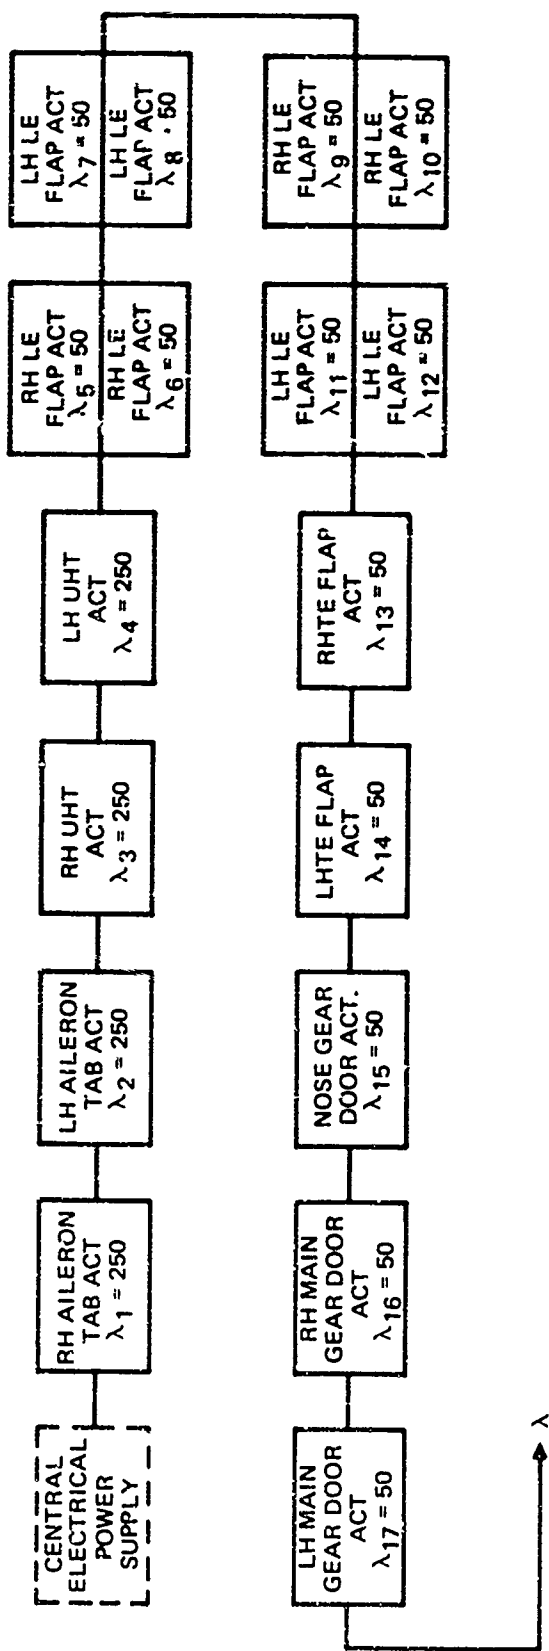 CENTRAL
ELECTRICAL
POWER
SUPPLY
RH AILERON
TAB ACT
λ1 = 250
LH AILERON
TAB ACT
λ2 = 250
RH UHT
ACT
λ3 = 250
LH UHT
ACT
λ4 = 250
RH LE
FLAP ACT
λ5 = 50
RH LE
FLAP ACT
λ6 = 50
LH LE
FLAP ACT
λ7 = 50
LH LE
FLAP ACT
λ8 · 50
RH LE
FLAP ACT
λ9 = 50
RH LE
FLAP ACT
λ10 = 50
LH LE
FLAP ACT
λ11 = 50
LH LE
FLAP ACT
λ12 = 50
RHTE FLAP
ACT
λ13 = 50
LHTE FLAP
ACT
λ14 = 50
NOSE GEAR
DOOR ACT.
λ15 = 50
RH MAIN
GEAR DOOR
ACT
λ16 = 50
LH MAIN
GEAR DOOR
ACT
λ17 = 50
λ